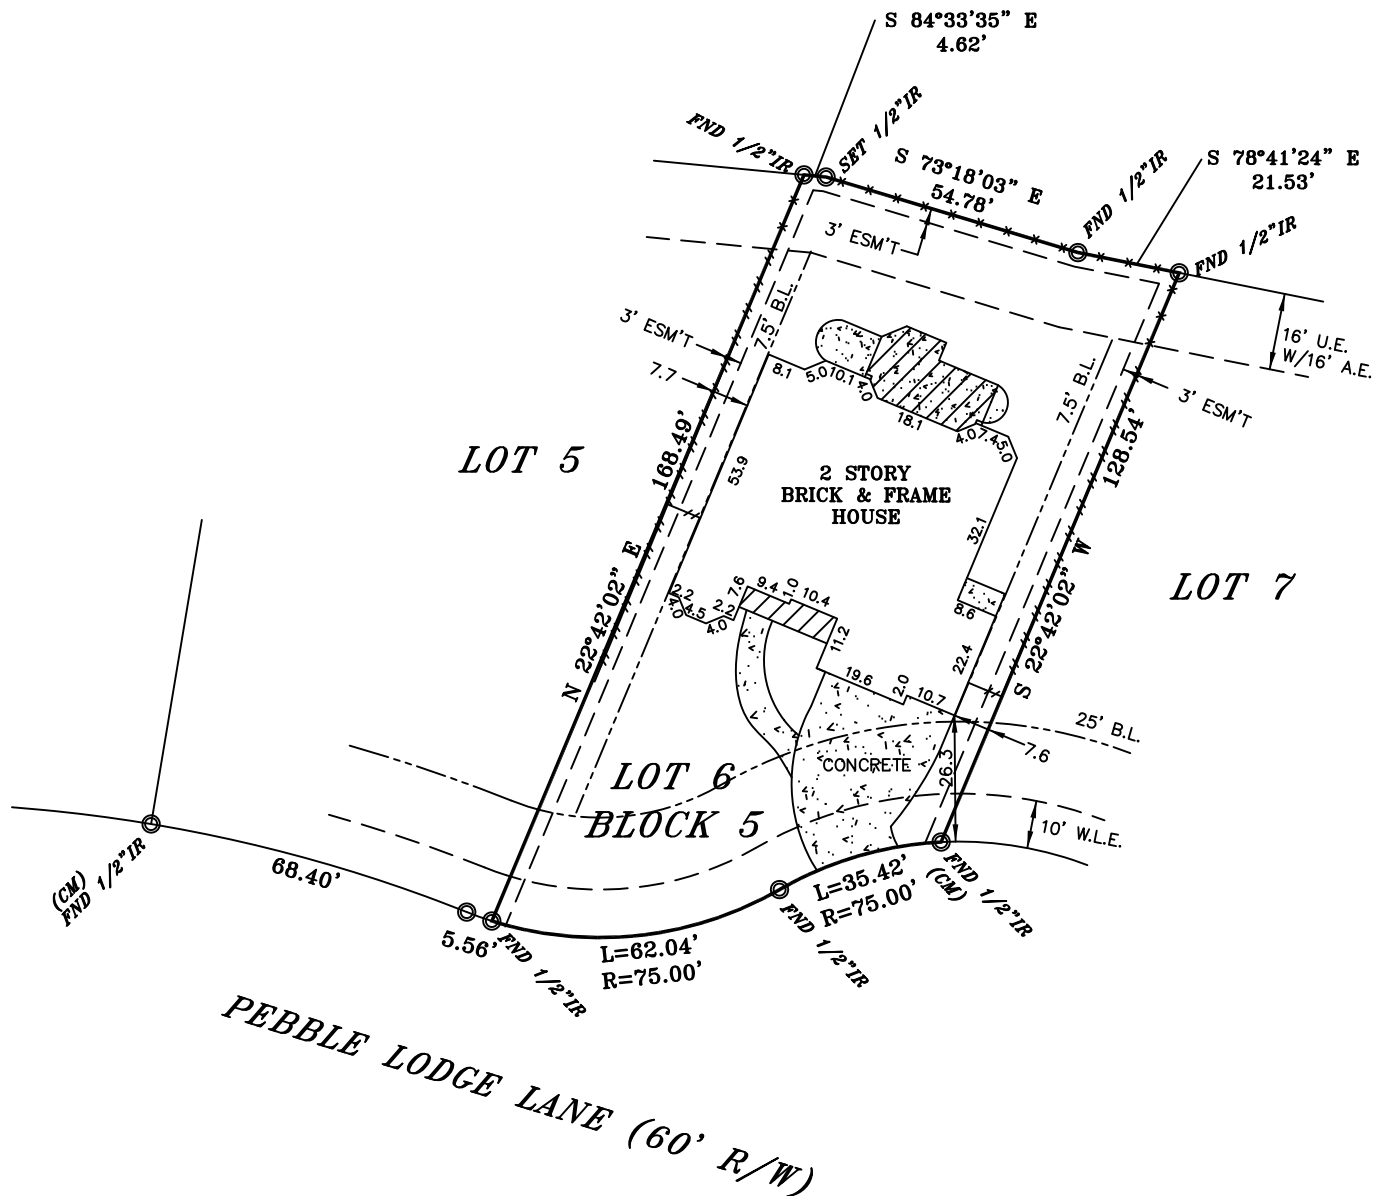 S 84°33'35" E
4.62'
FND 1/2"IR
SET 1/2"IR
S 73°18'03" E
54.78'
FND 1/2"IR
S 78°41'24" E
21.53'
FND 1/2"IR
3' ESM'T
7.5' B.L.
3' ESM'T
7.7
16' U.E.
W/16' A.E.
3' ESM'T
7.5' B.L.
8.1
5.0
10.1
4.0
18.1
4.0
7.4
5.0
LOT 5
168.49'
53.9
2 STORY
BRICK & FRAME
HOUSE
128.54'
32.1
LOT 7
N 22°42'02" E
S 22°42'02" W
2.2
4.0
4.5
2.2
4.0
7.6
9.4
1.0
10.4
11.2
8.6
22.4
19.6
2.0
10.7
25' B.L.
7.6
CONCRETE
26.3
LOT 6
BLOCK 5
10' W.L.E.
(CM)
FND 1/2"IR
68.40'
5.56'
FND 1/2"IR
L=62.04'
R=75.00'
FND 1/2"IR
L=35.42'
R=75.00'
FND 1/2"IR
(CM)
PEBBLE LODGE LANE (60' R/W)